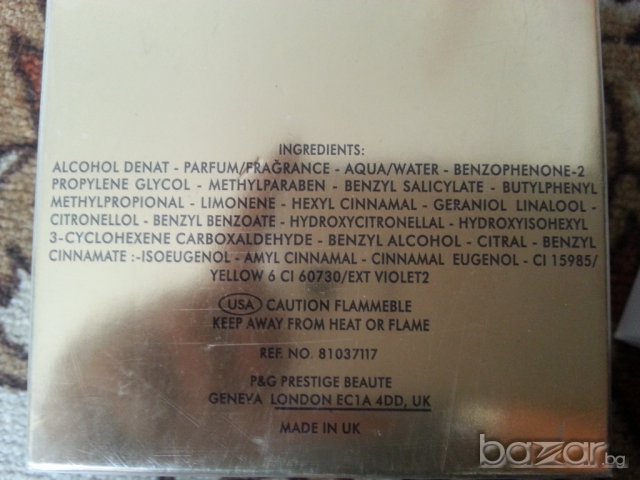 INGREDIENTS:
ALCOHOL DENAT - PARFUM/FRAGRANCE - AQUA/WATER - BENZOPHENONE-2
PROPYLENE GLYCOL - METHYLPARABEN - BENZYL SALICYLATE - BUTYLPHENYL
METHYLPROPIONAL - LIMONENE - HEXYL CINNAMAL - GERANIOL LINALOOL -
CITRONELLOL - BENZYL BENZOATE - HYDROXYCITRONELLAL - HYDROXYISOHEXYL
3-CYCLOHEXENE CARBOXALDEHYDE - BENZYL ALCOHOL - CITRAL - BENZYL
CINNAMATE :-ISOEUGENOL - AMYL CINNAMAL - CINNAMAL EUGENOL - CI 15985/
YELLOW 6 CI 60730/EXT VIOLET2
USA CAUTION FLAMMEBLE
KEEP AWAY FROM HEAT OR FLAME
REF. NO. 81037117
P&G PRESTIGE BEAUTE
GENEVA LONDON EC1A 4DD, UK
MADE IN UK
bazar.bg